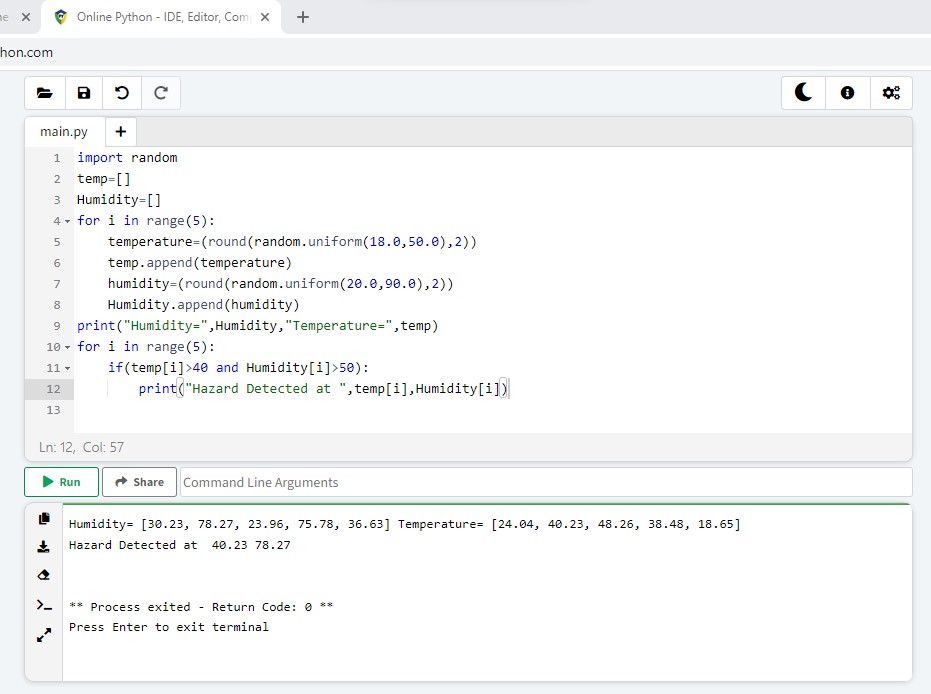 Online Python - IDE, Editor, Com
hon.com
main.py
1 import random
2 temp=[]
3 Humidity=[]
4 for i in range(5):
5     temperature=(round(random.uniform(18.0,50.0),2))
6     temp.append(temperature)
7     humidity=(round(random.uniform(20.0,90.0),2))
8     Humidity.append(humidity)
9 print("Humidity=",Humidity,"Temperature=",temp)
10 for i in range(5):
11     if(temp[i]>40 and Humidity[i]>50):
12         print("Hazard Detected at ",temp[i],Humidity[i])
13
Ln: 12, Col: 57
Run Share Command Line Arguments
Humidity= [30.23, 78.27, 23.96, 75.78, 36.63] Temperature= [24.04, 40.23, 48.26, 38.48, 18.65]
Hazard Detected at  40.23 78.27
** Process exited - Return Code: 0 **
Press Enter to exit terminal